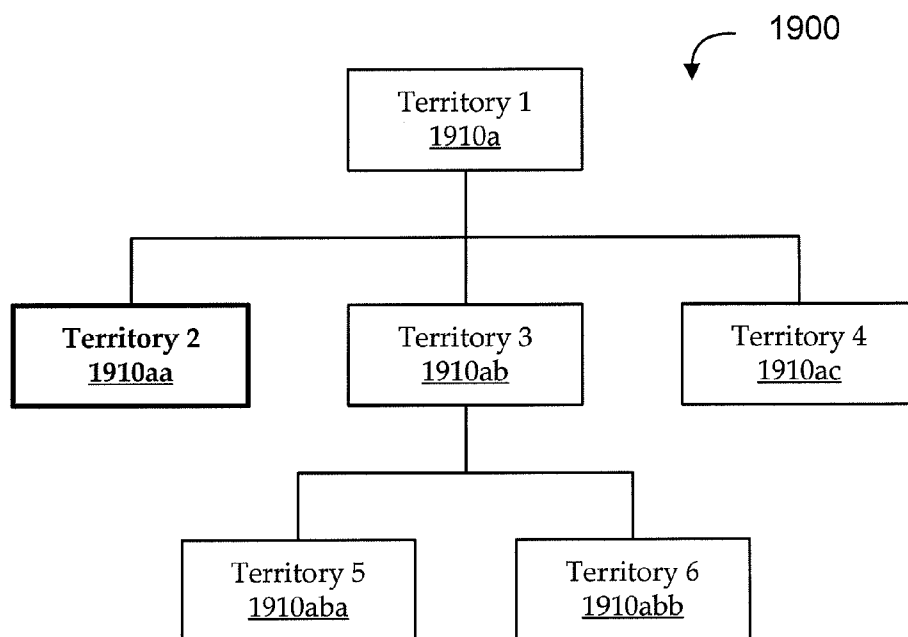 1900
Territory 1
1910a
Territory 2
1910aa
Territory 3
1910ab
Territory 4
1910ac
Territory 5
1910aba
Territory 6
1910abb